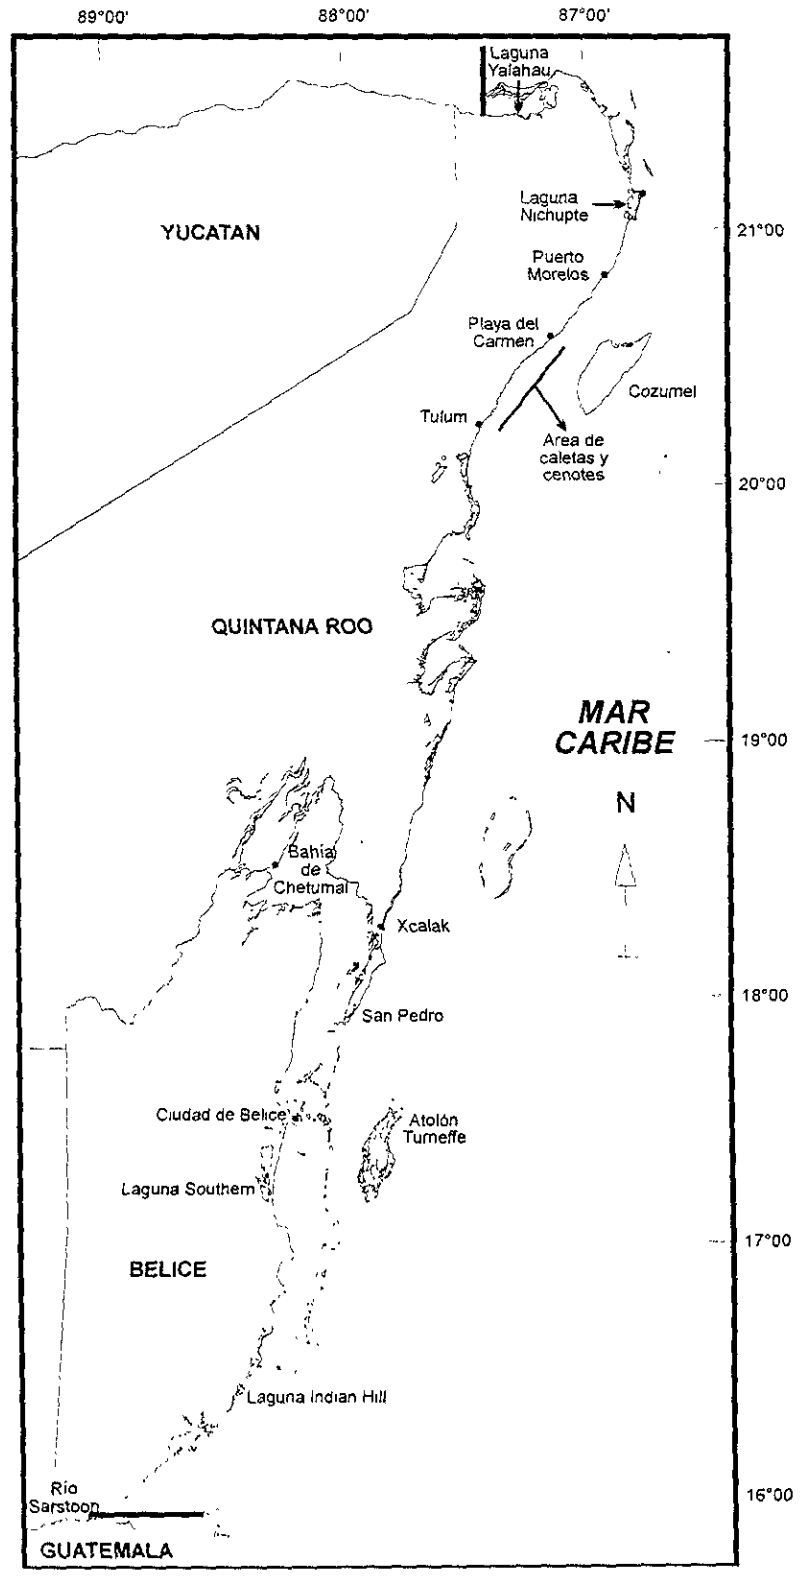 89°00'
88°00'
87°00'
Laguna
Yalahau
YUCATAN
Laguna
Nichupte
21°00
Puerto
Morelos
Playa del
Carmen
Cozumel
Tulum
Area de
caletas y
cenotes
20°00
QUINTANA ROO
MAR
CARIBE
19°00
N
Bahía
de
Chetumal
Xcalak
18°00
San Pedro
Ciudad de Belice
Atolón
Turneffe
Laguna Southern
17°00
BELICE
Laguna Indian Hill
16°00
Río
Sarstoon
GUATEMALA